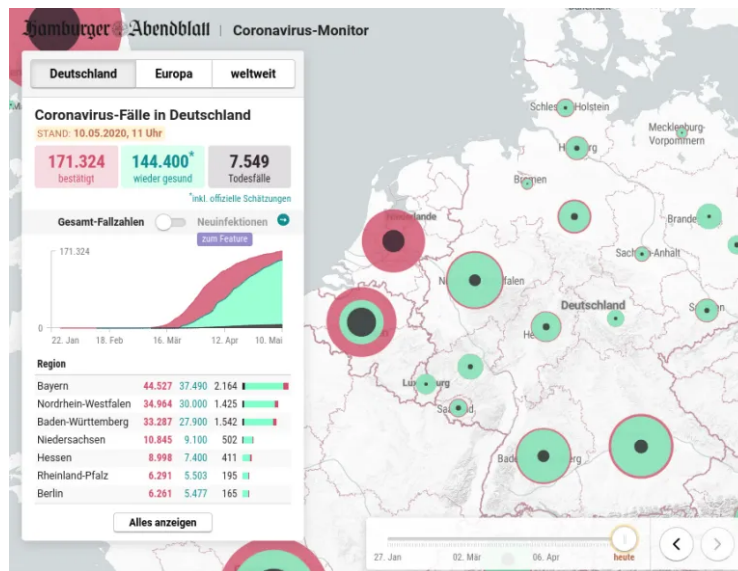 Hamburger Abendblatt | Coronavirus-Monitor
Deutschland Europa weltweit
Coronavirus-Fälle in Deutschland
STAND: 10.05.2020, 11 Uhr
171.324 144.400* 7.549
bestätigt wieder gesund Todesfälle
*inkl. offizielle Schätzungen
Gesamt-Fallzahlen Neuinfektionen
zum Feature
171.324
0
22. Jan 18. Feb 16. Mär 12. Apr 10. Mai
Region
Bayern 44.527 37.490 2.164
Nordrhein-Westfalen 34.964 30.000 1.425
Baden-Württemberg 33.287 27.900 1.542
Niedersachsen 10.845 9.100 502
Hessen 8.998 7.400 411
Rheinland-Pfalz 6.291 5.503 195
Berlin 6.261 5.477 165
Alles anzeigen
Mecklenburg-
Vorpommern
Deutschland
27. Jan 02. Mär 06. Apr heute